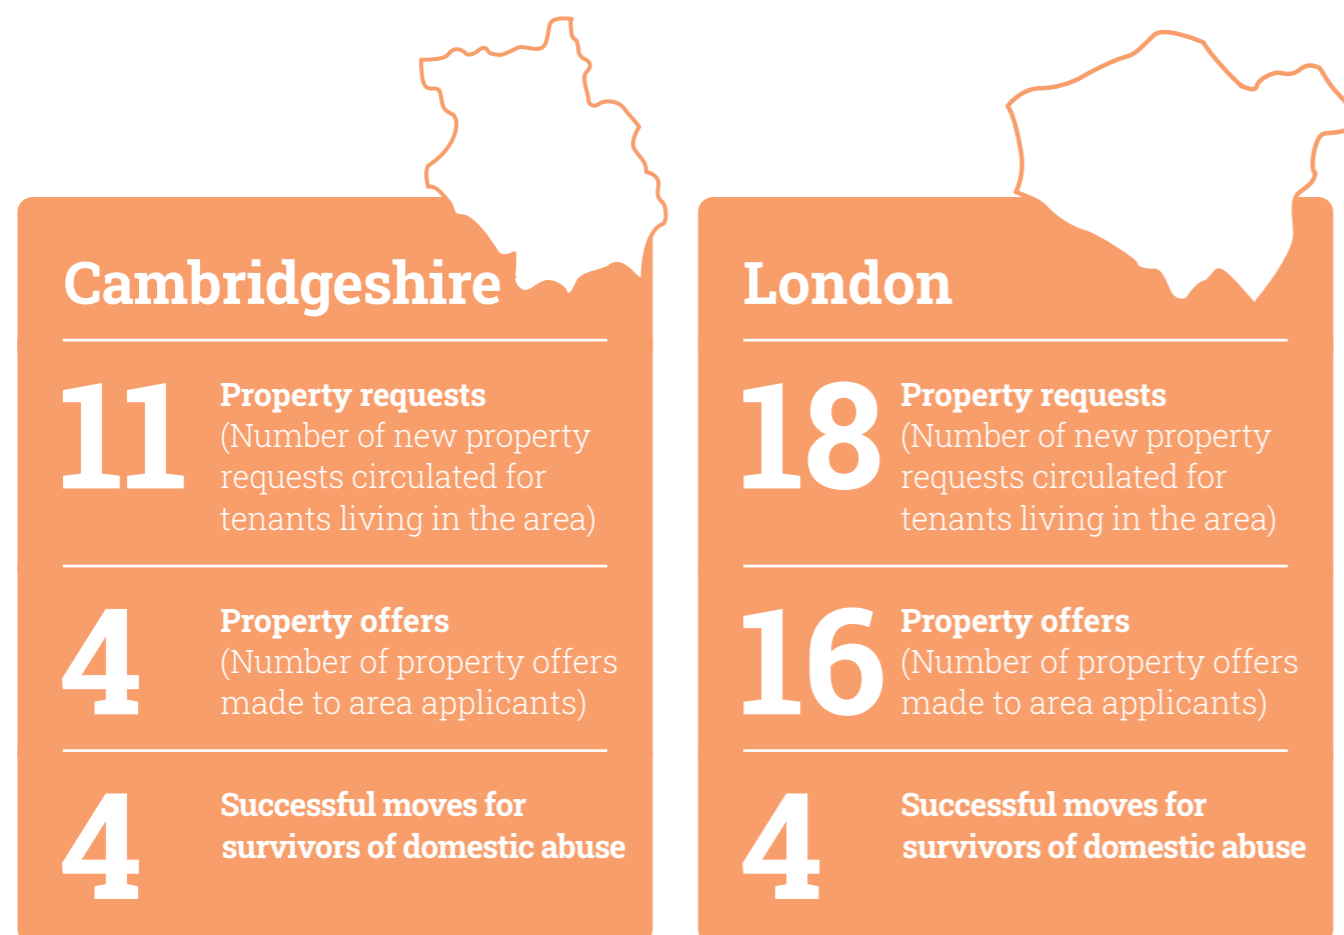 Cambridgeshire
11
Property requests
(Number of new property
requests circulated for
tenants living in the area)
4
Property offers
(Number of property offers
made to area applicants)
4
Successful moves for
survivors of domestic abuse
London
18
Property requests
(Number of new property
requests circulated for
tenants living in the area)
16
Property offers
(Number of property offers
made to area applicants)
4
Successful moves for
survivors of domestic abuse